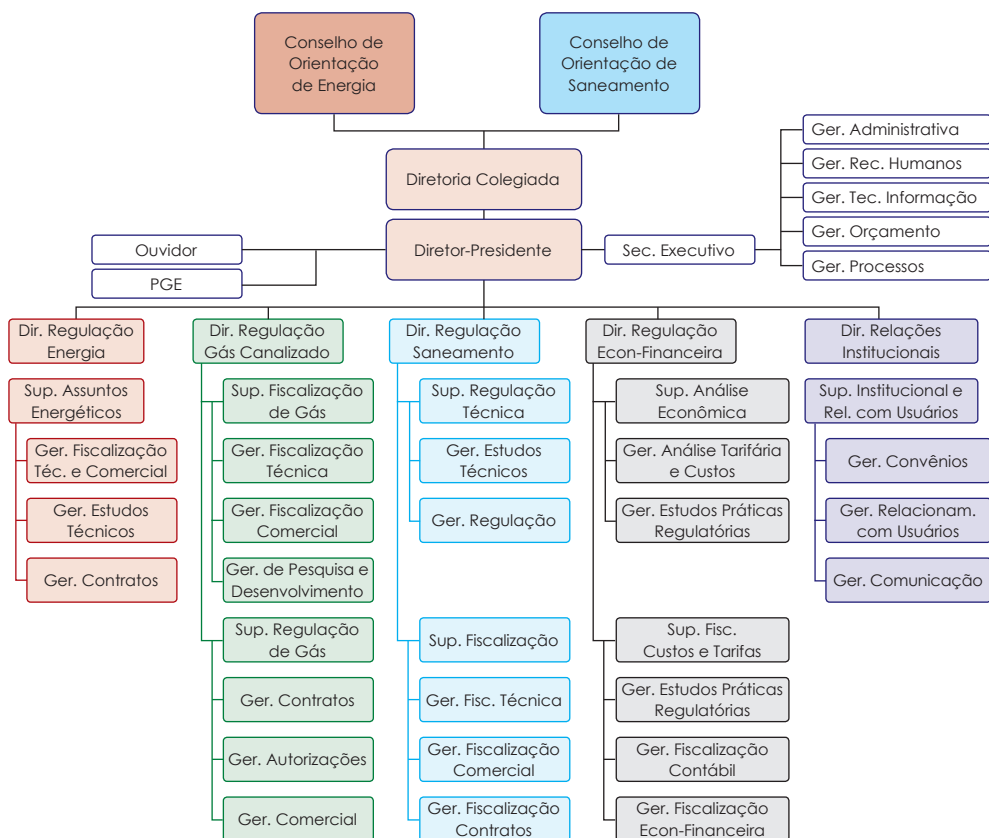 Conselho de
Orientação
de Energia
Conselho de
Orientação de
Saneamento
Diretoria Colegiada
Diretor-Presidente
Ouvidor
PGE
Sec. Executivo
Ger. Administrativa
Ger. Rec. Humanos
Ger. Tec. Informação
Ger. Orçamento
Ger. Processos
Dir. Regulação
Energia
Sup. Assuntos
Energéticos
Ger. Fiscalização
Téc. e Comercial
Ger. Estudos
Técnicos
Ger. Contratos
Dir. Regulação
Gás Canalizado
Sup. Fiscalização
de Gás
Ger. Fiscalização
Técnica
Ger. Fiscalização
Comercial
Ger. de Pesquisa e
Desenvolvimento
Sup. Regulação
de Gás
Ger. Contratos
Ger. Autorizações
Ger. Comercial
Dir. Regulação
Saneamento
Sup. Regulação
Técnica
Ger. Estudos
Técnicos
Ger. Regulação
Sup. Fiscalização
Ger. Fisc. Técnica
Ger. Fiscalização
Comercial
Ger. Fiscalização
Contratos
Dir. Regulação
Econ-Financeira
Sup. Análise
Econômica
Ger. Análise Tarifária
e Custos
Ger. Estudos Práticas
Regulatórias
Sup. Fisc.
Custos e Tarifas
Ger. Estudos Práticas
Regulatórias
Ger. Fiscalização
Contábil
Ger. Fiscalização
Econ-Financeira
Dir. Relações
Institucionais
Sup. Institucional e
Rel. com Usuários
Ger. Convênios
Ger. Relacionam.
com Usuários
Ger. Comunicação